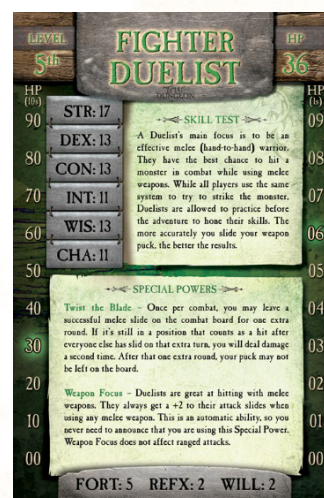 LEVEL
5th
FIGHTER
DUELIST
TRUE
DUNGEON
HP
36
HP
(10s)
90
80
70
60
50
40
30
20
10
00
STR: 17
DEX: 13
CON: 13
INT: 11
WIS: 13
CHA: 11
SKILL TEST
A Duelist's main focus is to be an
effective melee (hand-to-hand) warrior.
They have the best chance to hit a
monster in combat while using melee
weapons. While all players use the same
system to try to strike the monster,
Duelists are allowed to practice before
the adventure to hone their skills. The
more accurately you slide your weapon
puck, the better the results.
SPECIAL POWERS
Twist the Blade - Once per combat, you may leave a
successful melee slide on the combat board for one extra
round. If it's still in a position that counts as a hit after
everyone else has slid on that extra turn, you will deal damage
a second time. After that one extra round, your puck may not
be left on the board.
Weapon Focus - Duelists are great at hitting with melee
weapons. They always get a +2 to their attack slides when
using any melee weapon. This is an automatic ability, so you
never need to announce that you are using this Special Power.
Weapon Focus does not affect ranged attacks.
HP
(1s)
09
08
07
06
05
04
03
02
01
00
FORT: 5 REFX: 2 WILL: 2